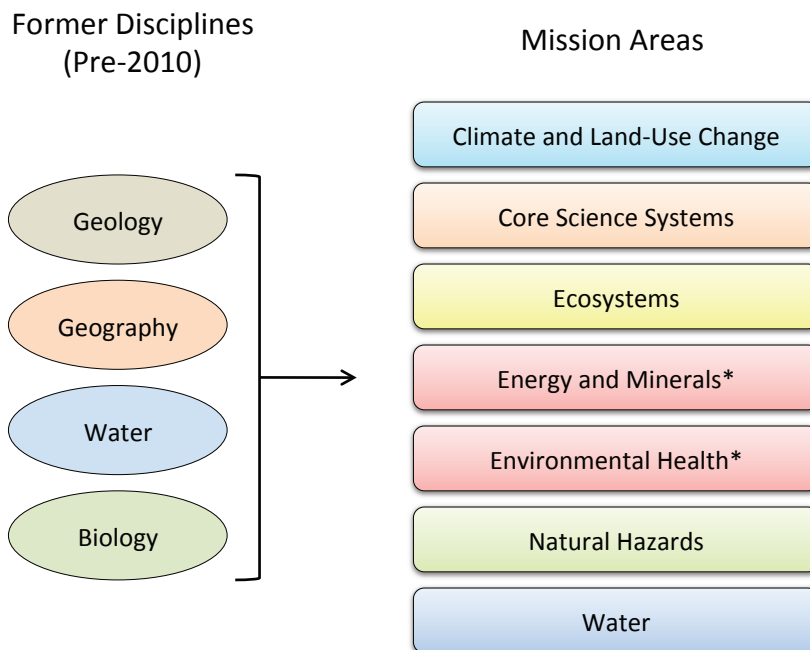 Former Disciplines
(Pre-2010)
Geology
Geography
Water
Biology
Mission Areas
Climate and Land-Use Change
Core Science Systems
Ecosystems
Energy and Minerals*
Environmental Health*
Natural Hazards
Water